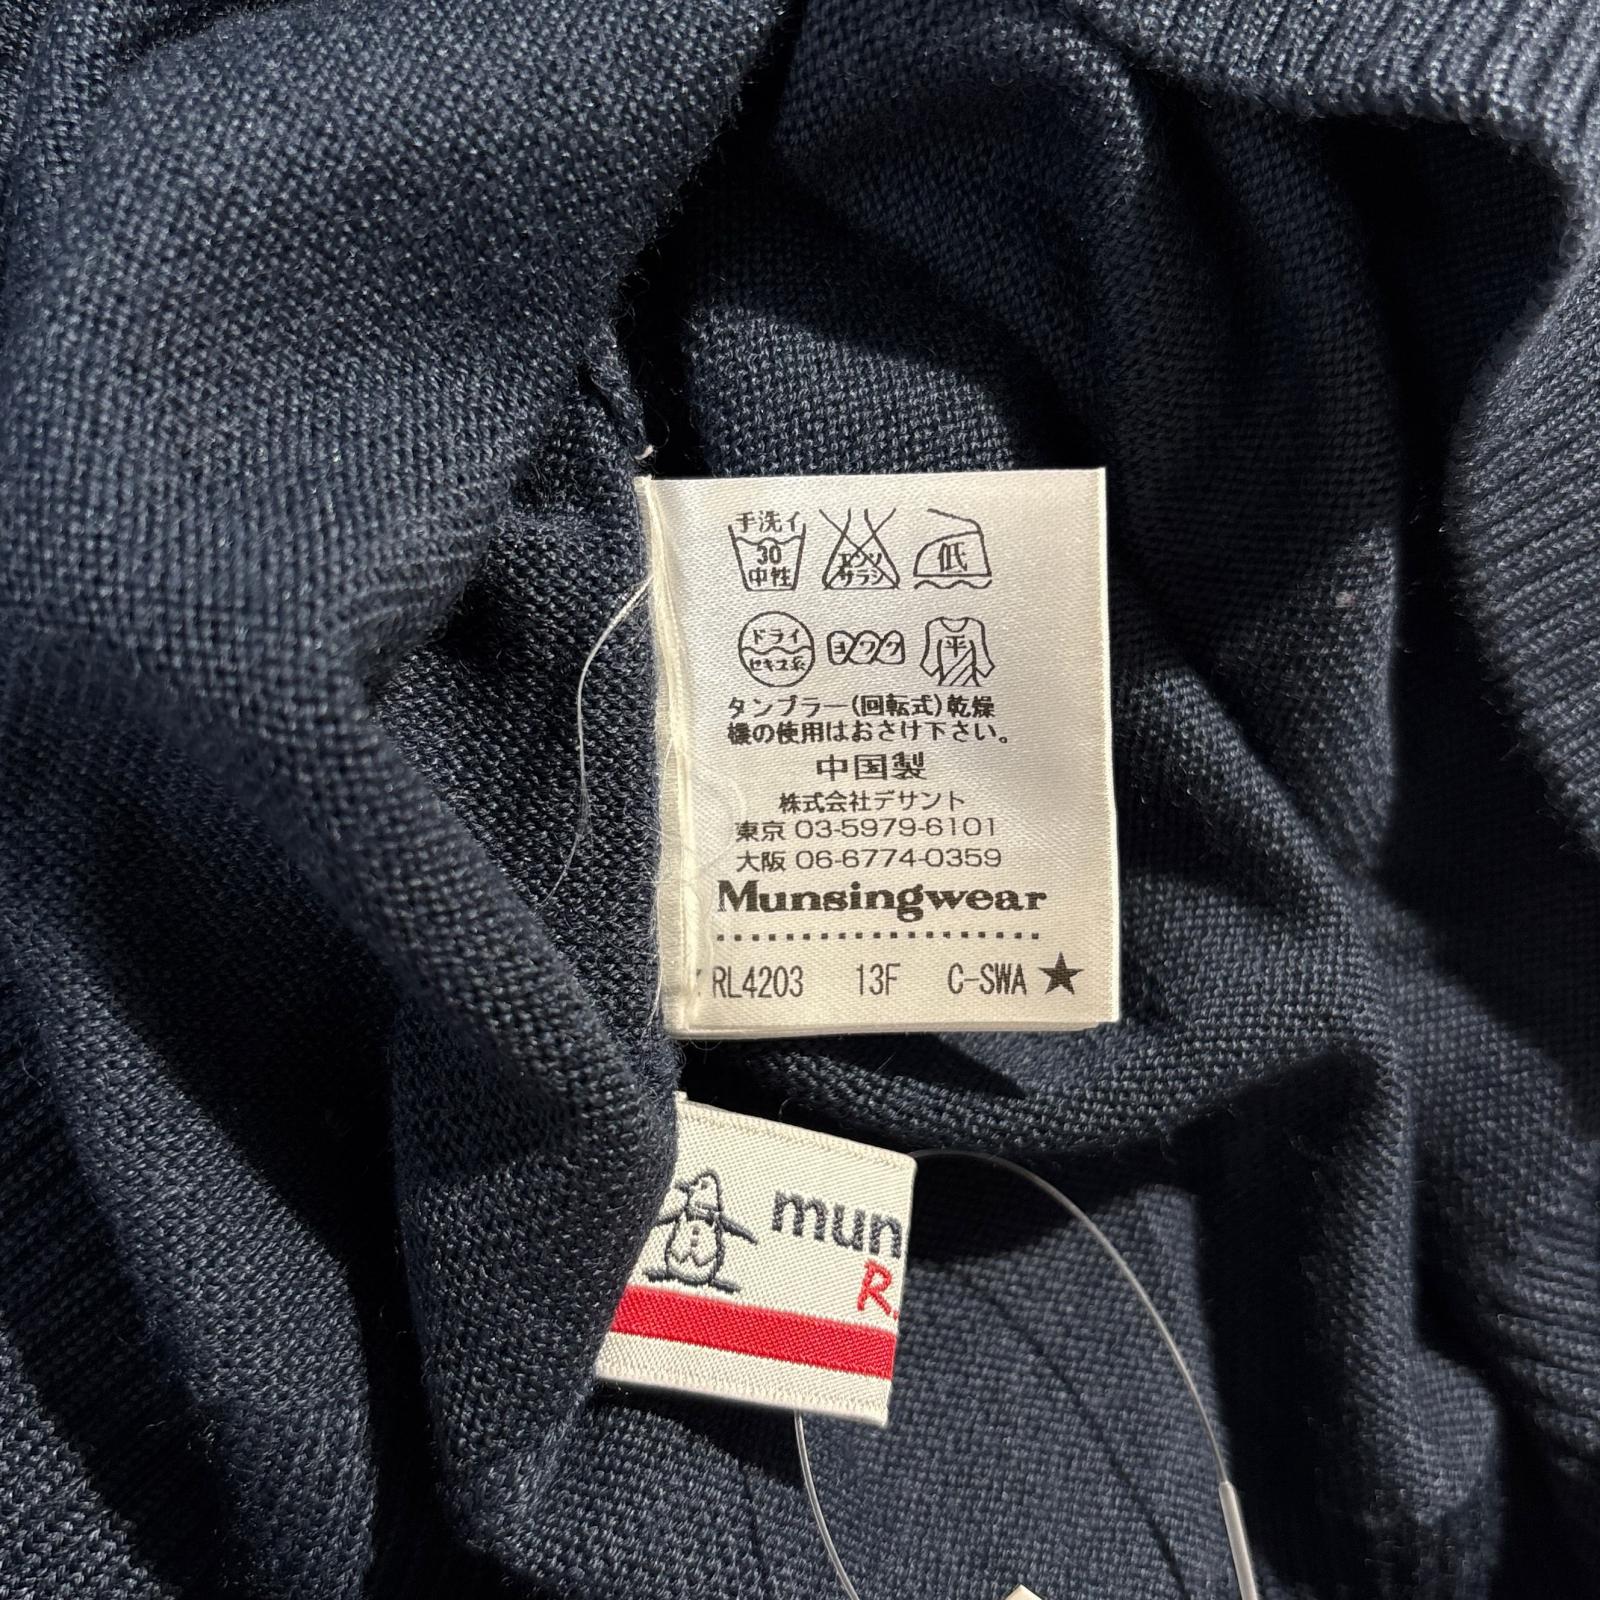 手洗イ
30
中性
エンソ
サラシ
低
ドライ
セキユ系
ヨワク
平
タンブラー(回転式)乾燥
機の使用はおさけ下さい。
中国製
株式会社デサント
東京 03-5979-6101
大阪 06-6774-0359
Munsingwear
RL4203 13F C-SWA ★
mun
R.